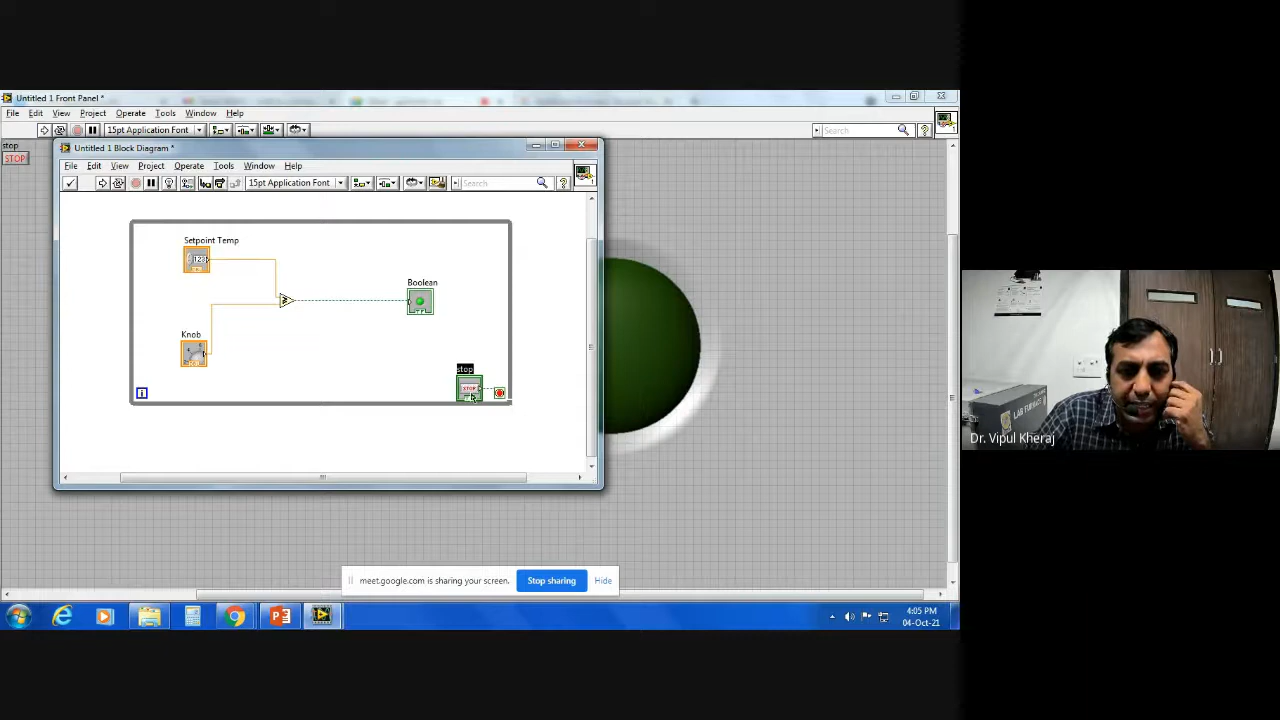 Untitled 1 Front Panel *
File Edit View Project Operate Tools Window Help
15pt Application Font
Search
stop
STOP
Untitled 1 Block Diagram *
File Edit View Project Operate Tools Window Help
15pt Application Font
Search
Setpoint Temp
Boolean
Knob
stop
STOP
i
LAB FURNACE
Dr. Vipul Kheraj
meet.google.com is sharing your screen.
Stop sharing
Hide
4:05 PM
04-Oct-21